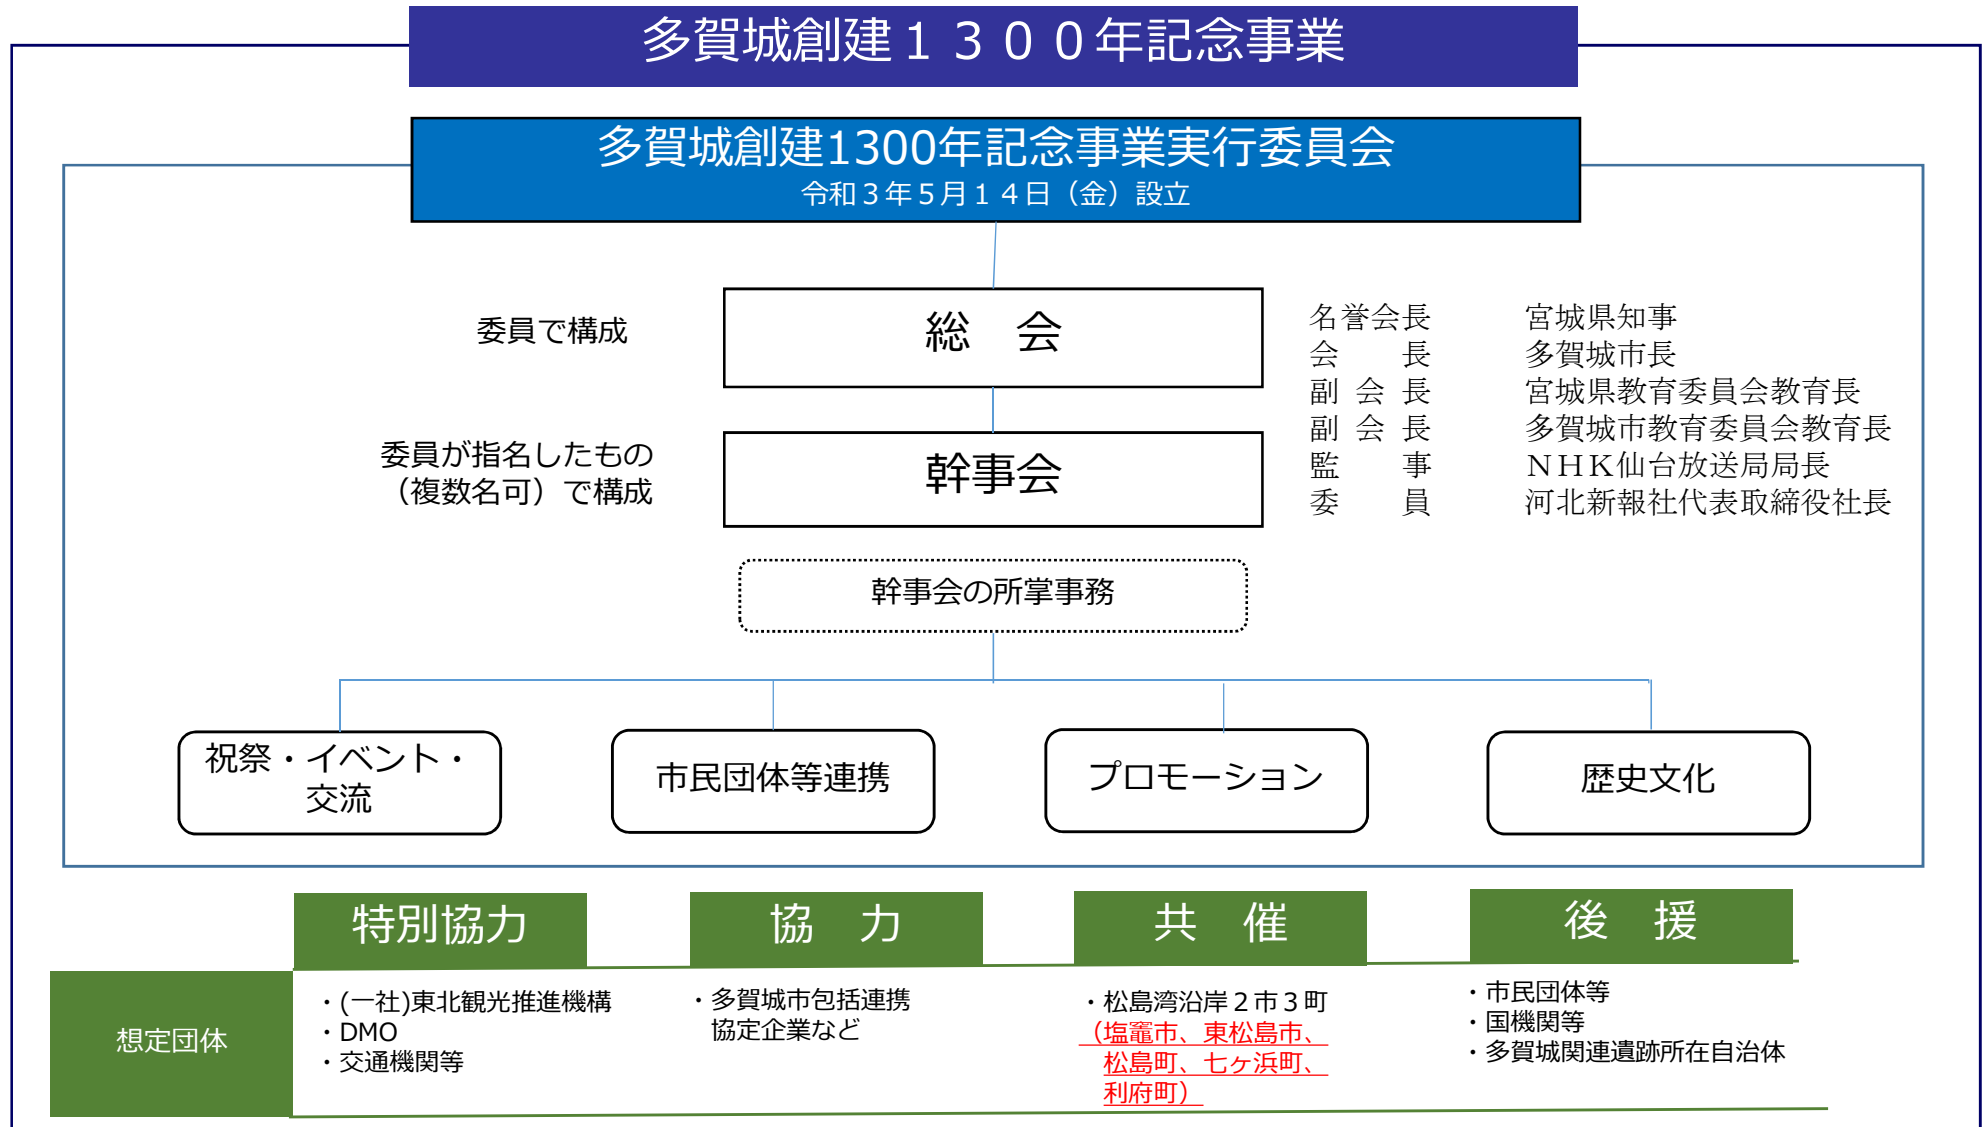 多賀城創建１３００年記念事業
多賀城創建1300年記念事業実行委員会
令和３年５月１４日（金）設立
委員で構成
総　会
名誉会長　宮城県知事
会　長　多賀城市長
副 会 長　宮城県教育委員会教育長
副 会 長　多賀城市教育委員会教育長
監　事　ＮＨＫ仙台放送局局長
委　員　河北新報社代表取締役社長
委員が指名したもの
（複数名可）で構成
幹事会
幹事会の所掌事務
祝祭・イベント・
交流
市民団体等連携
プロモーション
歴史文化
特別協力
協　力
共　催
後　援
想定団体
・(一社)東北観光推進機構
・DMO
・交通機関等
・多賀城市包括連携
協定企業など
・松島湾沿岸２市３町
（塩竈市、東松島市、
松島町、七ヶ浜町、
利府町）
・市民団体等
・国機関等
・多賀城関連遺跡所在自治体